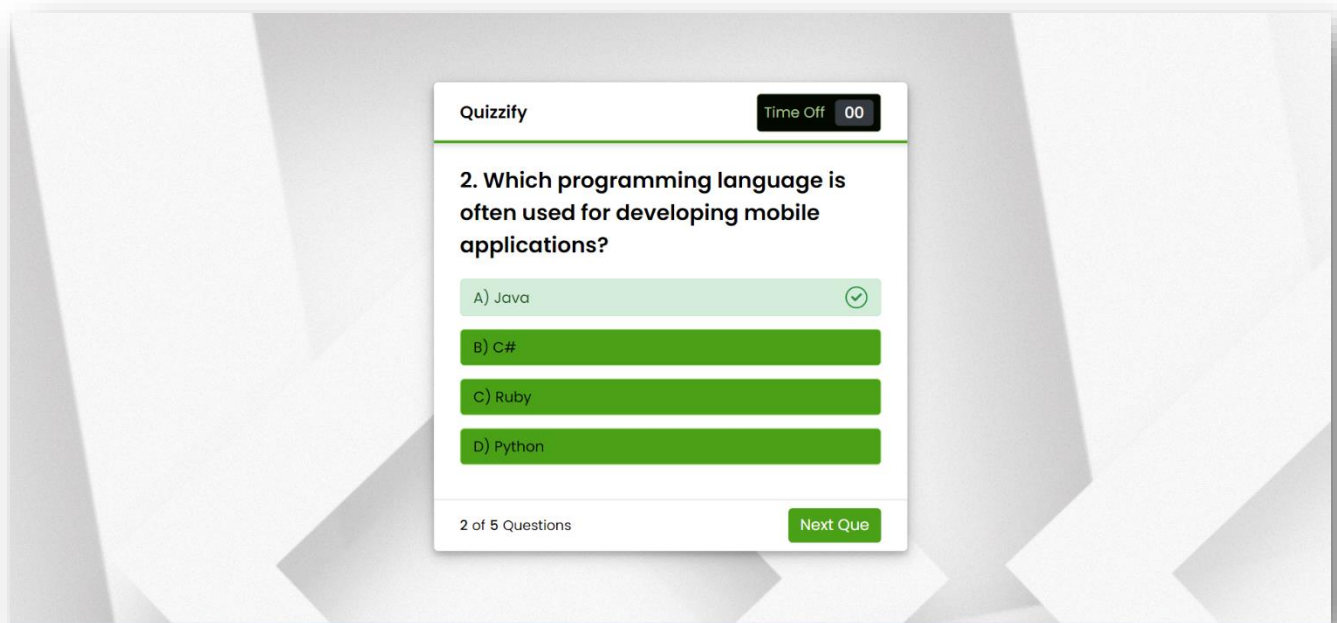 Quizzify
Time Off 00
2. Which programming language is
often used for developing mobile
applications?
A) Java
B) C#
C) Ruby
D) Python
2 of 5 Questions
Next Que